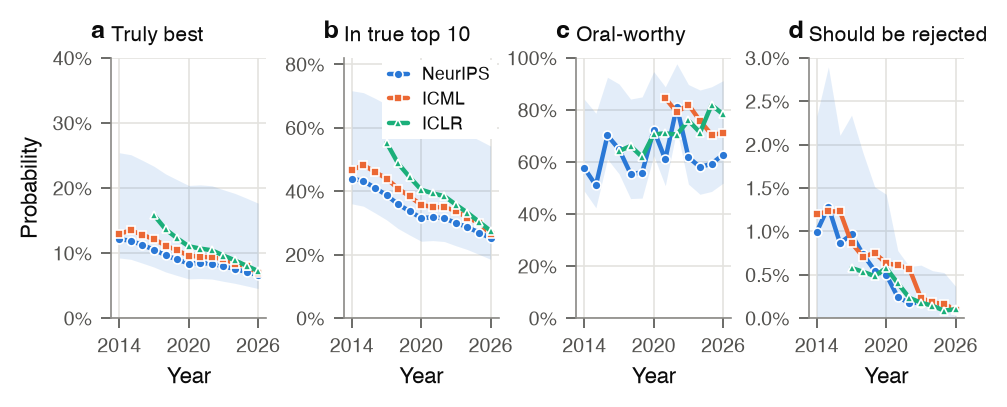 a Truly best
b In true top 10
c Oral-worthy
d Should be rejected
Probability
40%
30%
20%
10%
0%
2014 2020 2026
Year
80%
60%
40%
20%
0%
NeurIPS
ICML
ICLR
2014 2020 2026
Year
100%
80%
60%
40%
20%
0%
2014 2020 2026
Year
3.0%
2.5%
2.0%
1.5%
1.0%
0.5%
0.0%
2014 2020 2026
Year